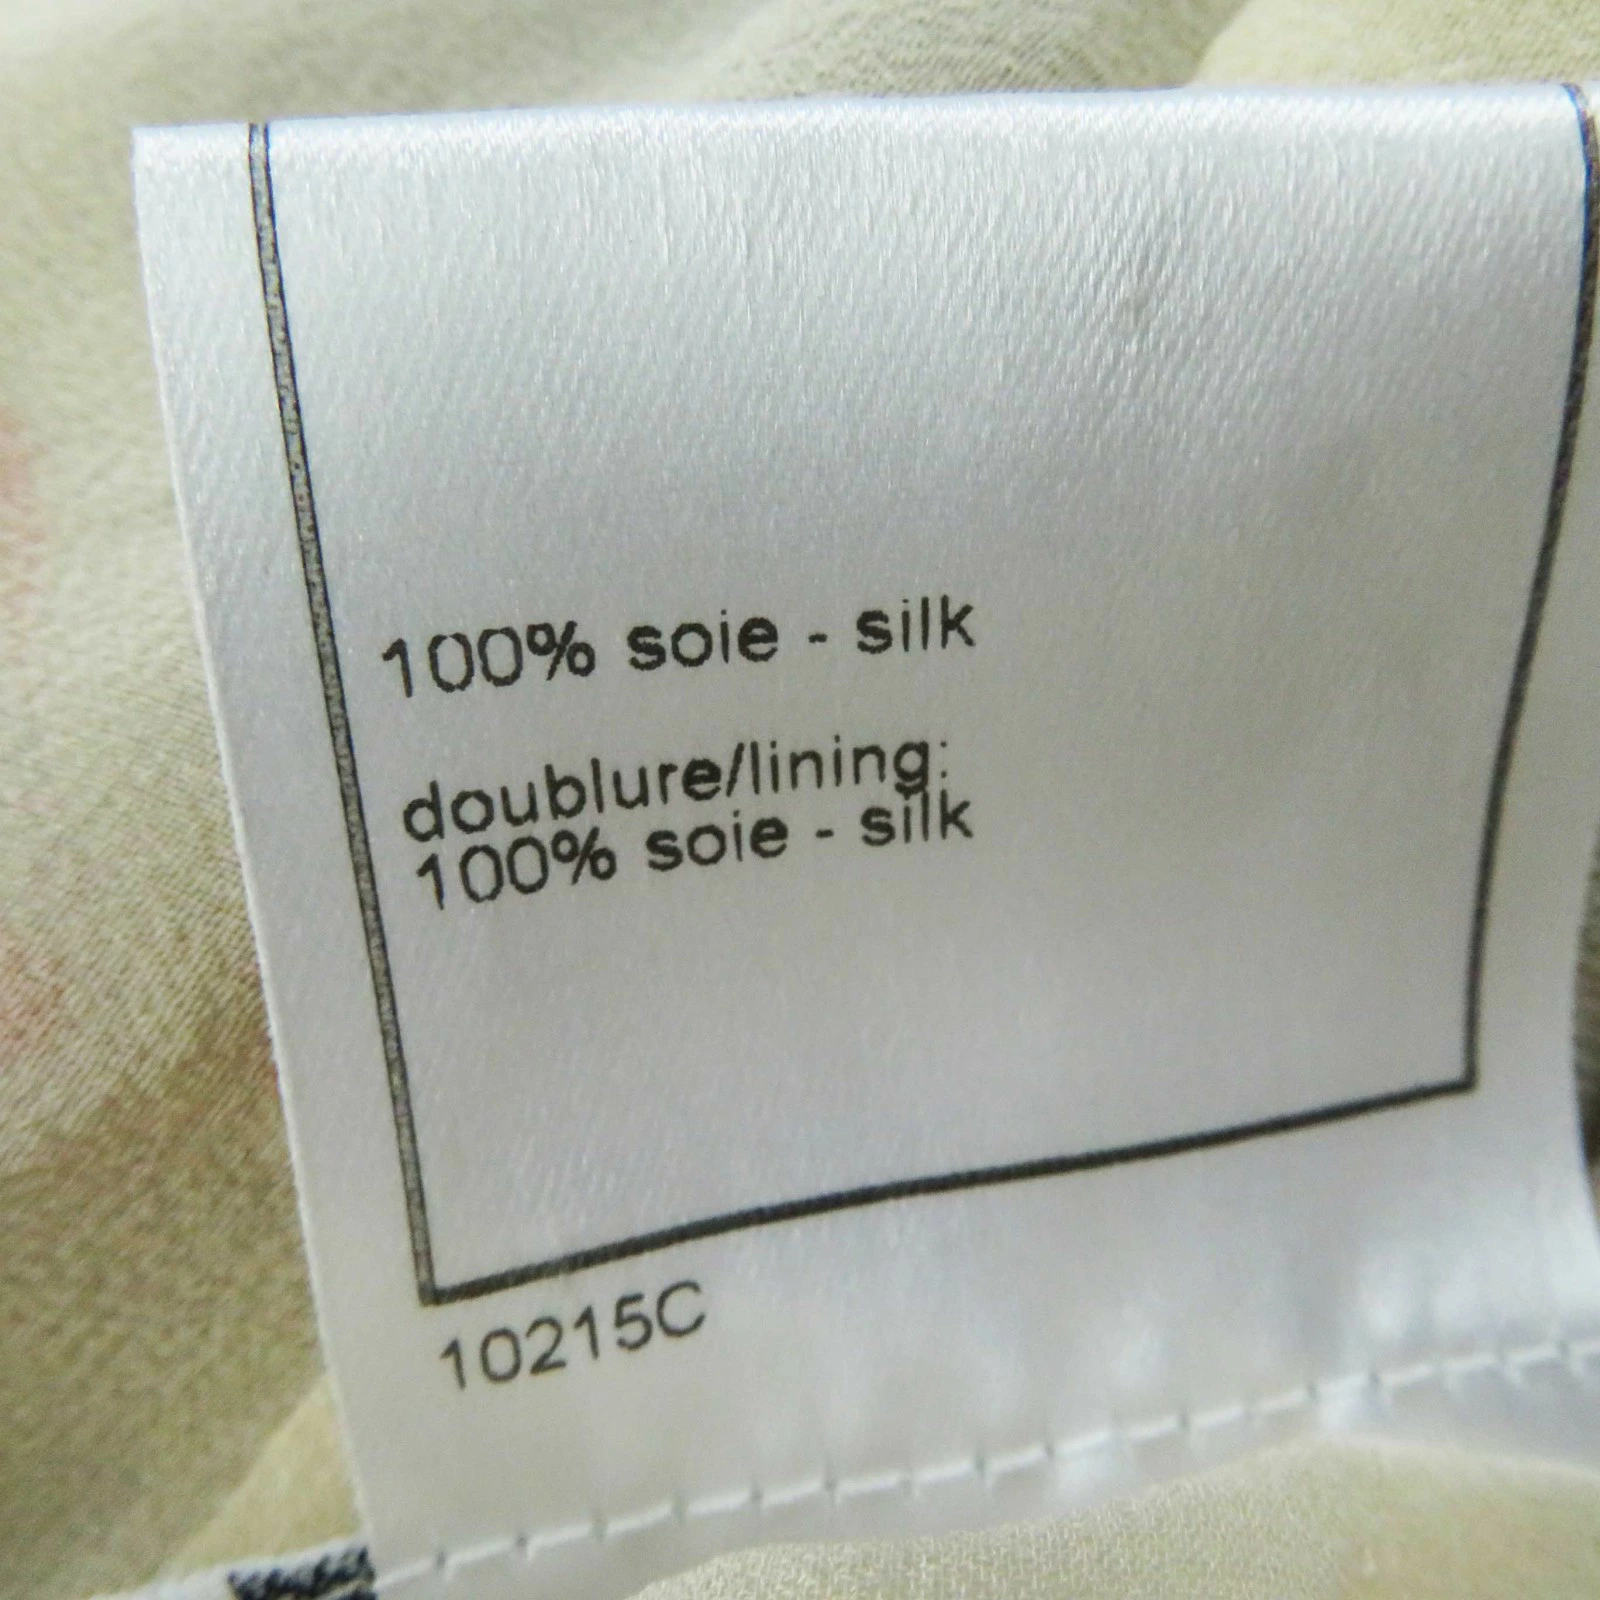 100% soie - silk
doublure/lining:
100% soie - silk
10215C